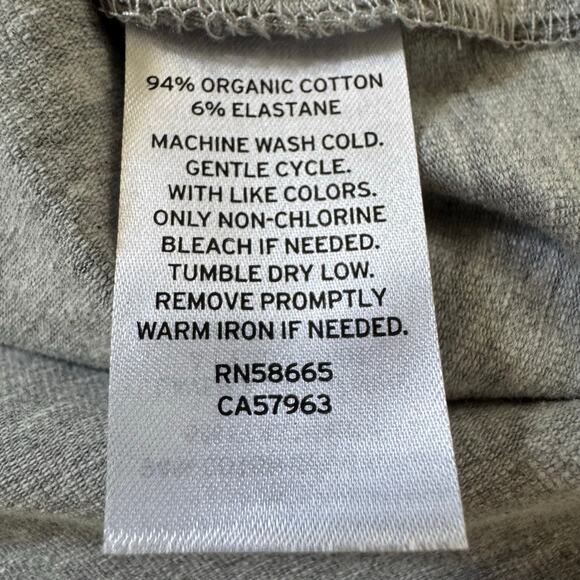 94% ORGANIC COTTON
6% ELASTANE
MACHINE WASH COLD.
GENTLE CYCLE.
WITH LIKE COLORS.
ONLY NON-CHLORINE
BLEACH IF NEEDED.
TUMBLE DRY LOW.
REMOVE PROMPTLY
WARM IRON IF NEEDED.
RN58665
CA57963